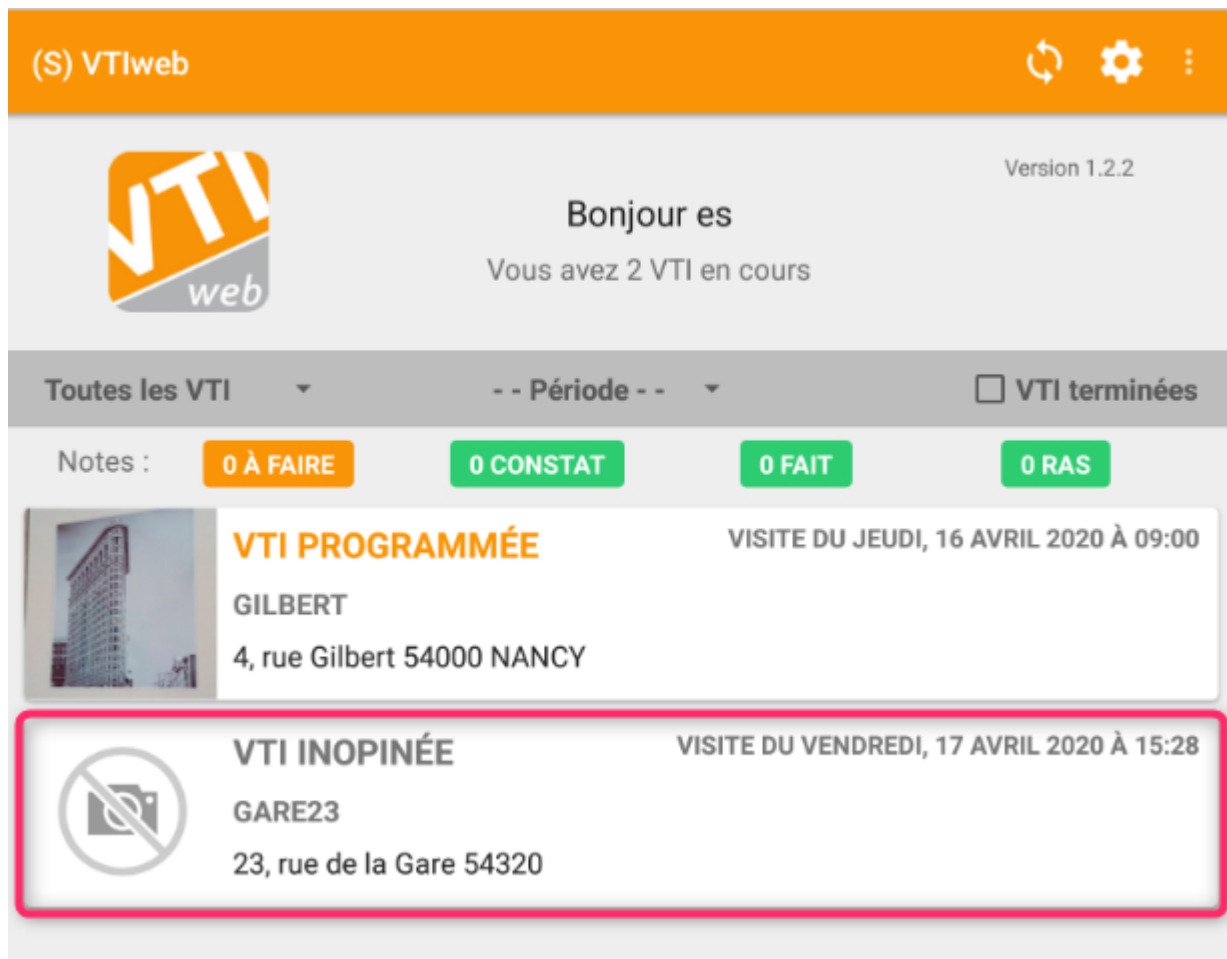 (S) VTIweb
VTI
web
Version 1.2.2
Bonjour es
Vous avez 2 VTI en cours
Toutes les VTI - - Période - - VTI terminées
Notes : 0 À FAIRE 0 CONSTAT 0 FAIT 0 RAS
VTI PROGRAMMÉE VISITE DU JEUDI, 16 AVRIL 2020 À 09:00
GILBERT
4, rue Gilbert 54000 NANCY
VTI INOPINÉE VISITE DU VENDREDI, 17 AVRIL 2020 À 15:28
GARE23
23, rue de la Gare 54320